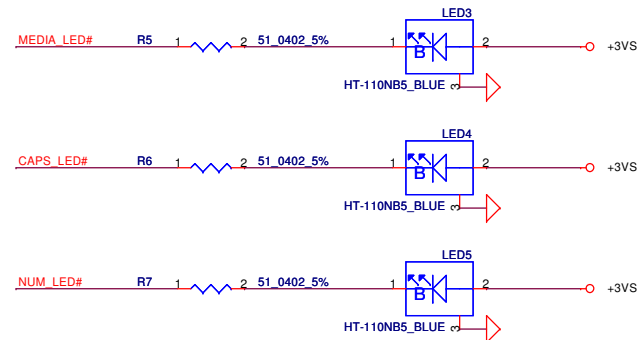 LED3
MEDIA_LED# R5 1 2 51_0402_5% 1 B 2 +3VS
HT-110NB5_BLUE 3
LED4
CAPS_LED# R6 1 2 51_0402_5% 1 B 2 +3VS
HT-110NB5_BLUE 3
LED5
NUM_LED# R7 1 2 51_0402_5% 1 B 2 +3VS
HT-110NB5_BLUE 3